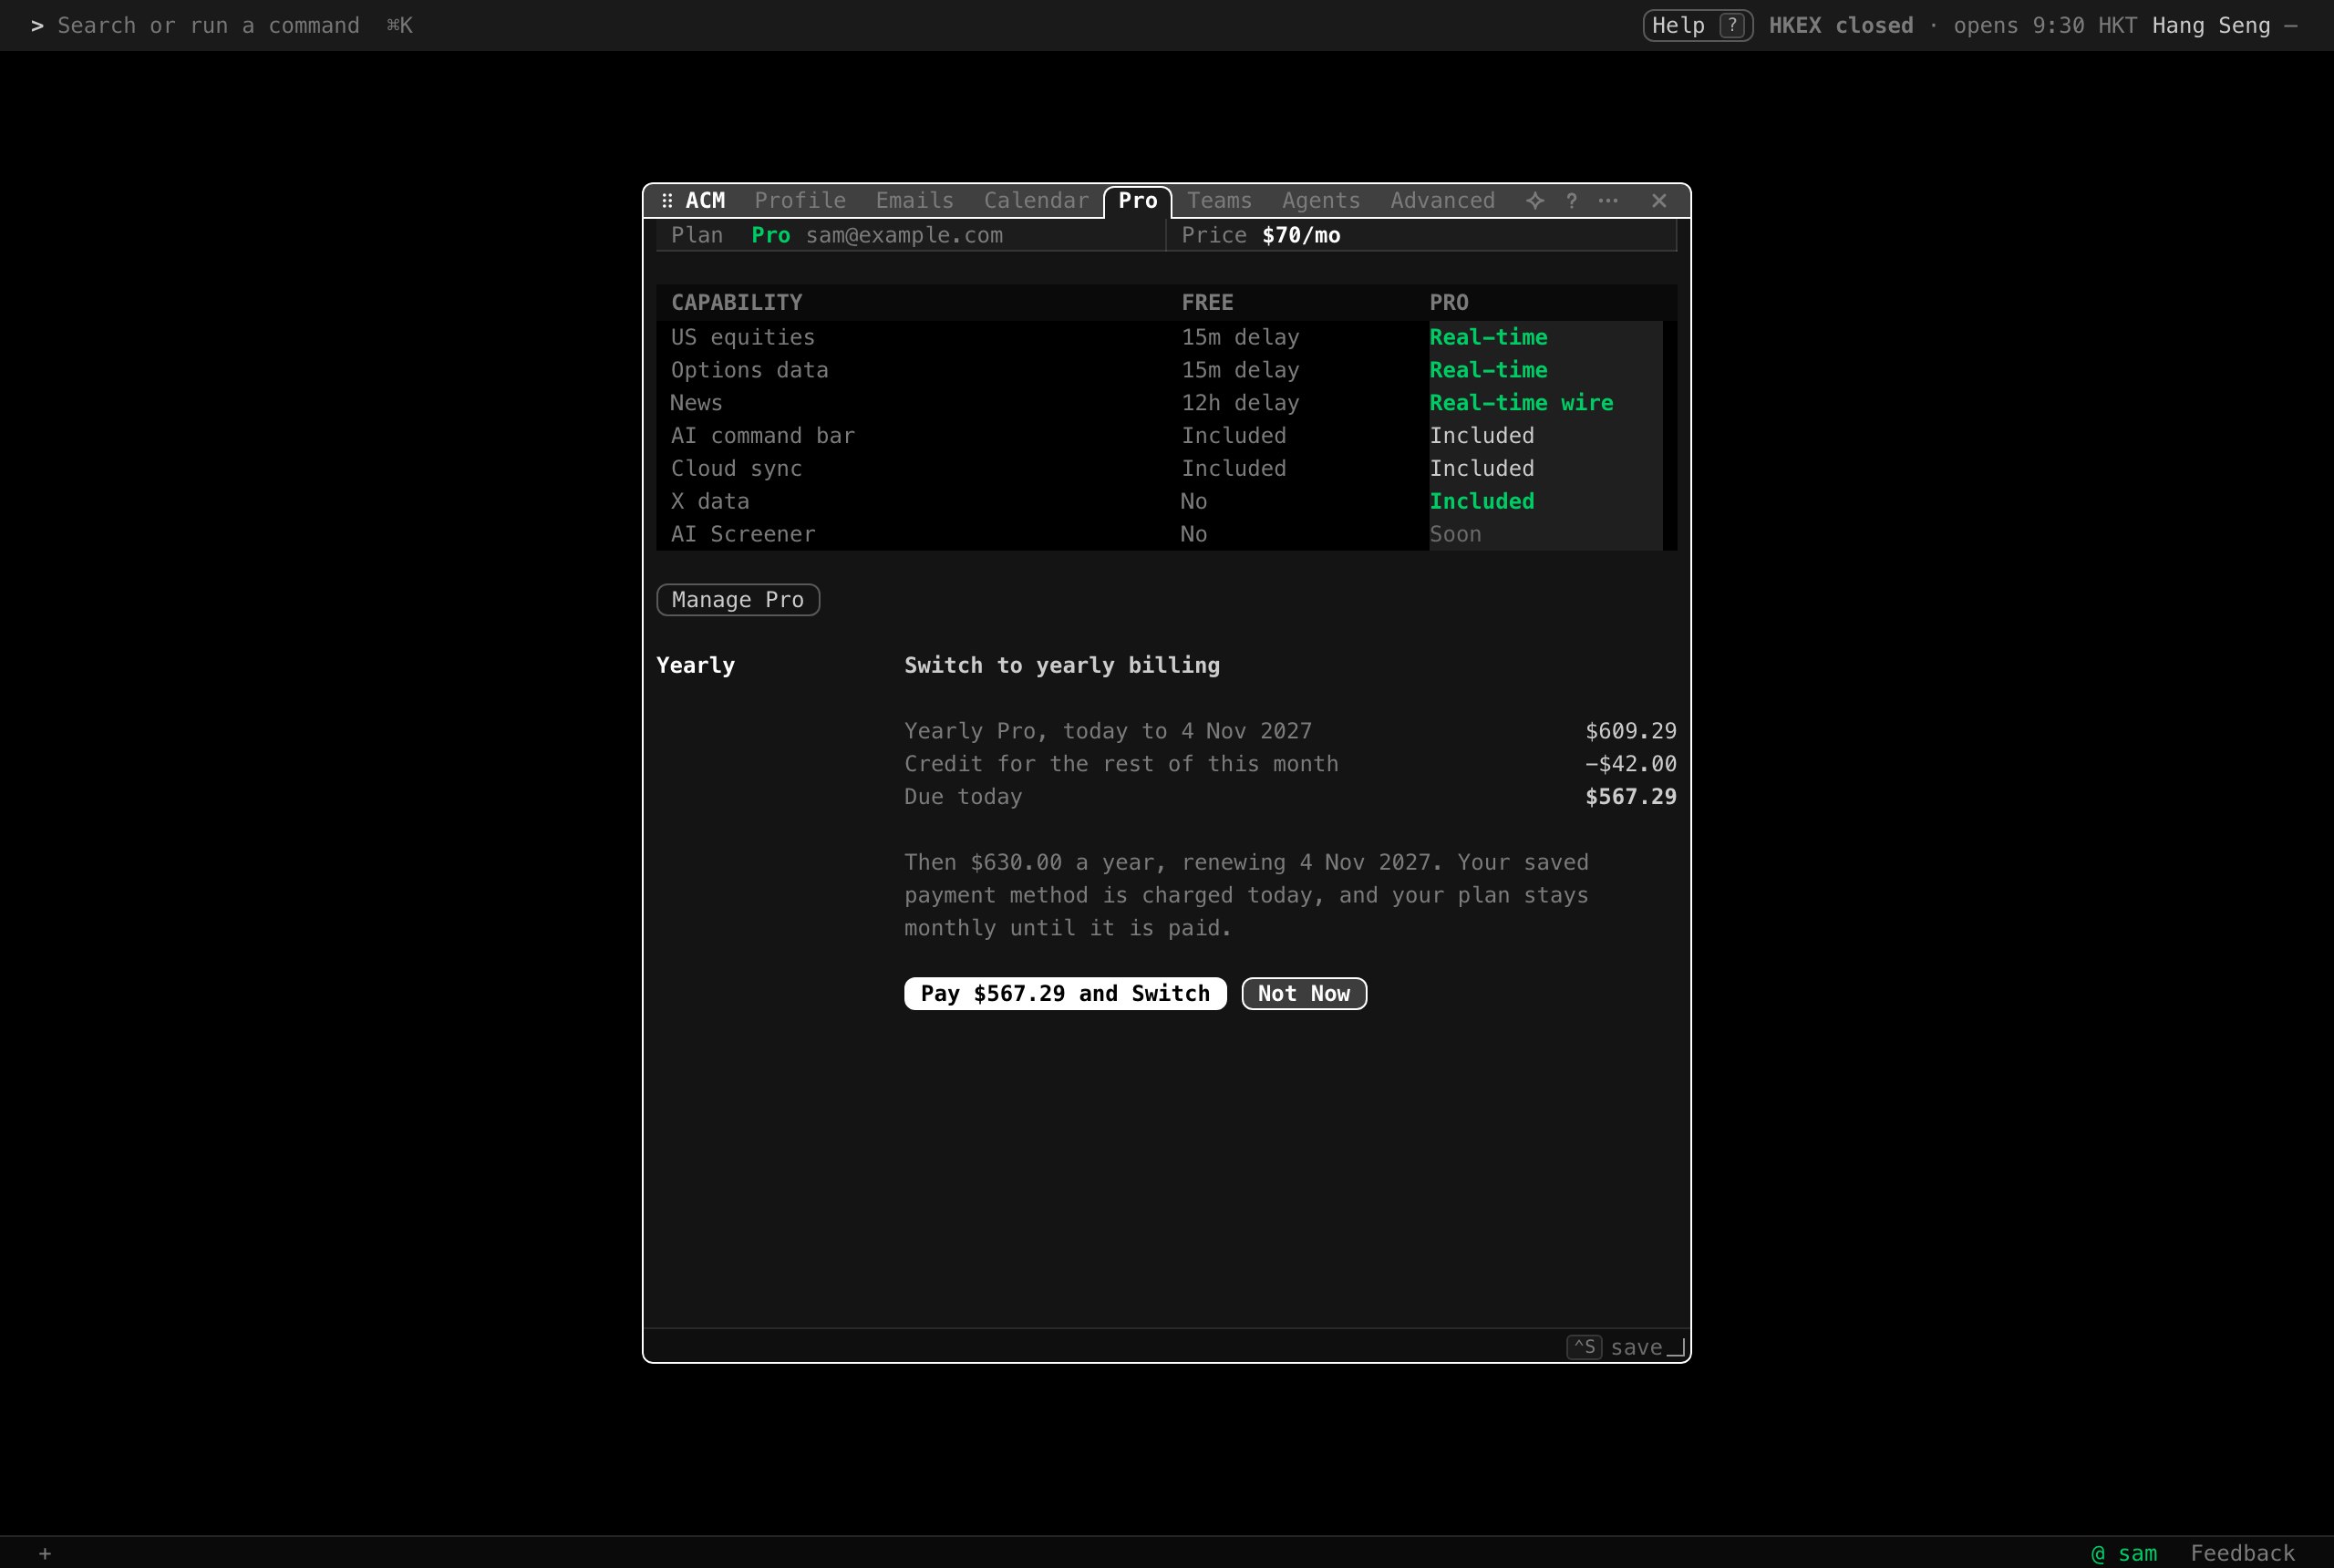 > Search or run a command ⌘K
Help ? HKEX closed · opens 9:30 HKT Hang Seng —
ACM Profile Emails Calendar Pro Teams Agents Advanced ? ··· ×
Plan Pro sam@example.com Price $70/mo
CAPABILITY FREE PRO
US equities 15m delay Real-time
Options data 15m delay Real-time
News 12h delay Real-time wire
AI command bar Included Included
Cloud sync Included Included
X data No Included
AI Screener No Soon
Manage Pro
Yearly Switch to yearly billing
Yearly Pro, today to 4 Nov 2027 $609.29
Credit for the rest of this month −$42.00
Due today $567.29
Then $630.00 a year, renewing 4 Nov 2027. Your saved
payment method is charged today, and your plan stays
monthly until it is paid.
Pay $567.29 and Switch Not Now
^S save
+ @ sam Feedback